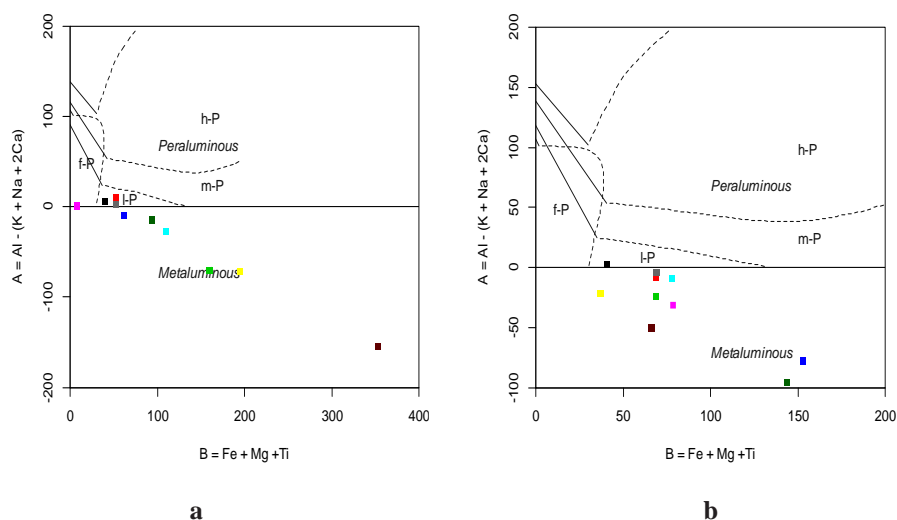 A = Al - (K + Na + 2Ca)
200
100
0
-100
-200
h-P
Peraluminous
f-P
m-P
l-P
Metaluminous
0 100 200 300 400
B = Fe + Mg +Ti
a
A = Al - (K + Na + 2Ca)
200
150
100
50
0
-50
-100
h-P
Peraluminous
f-P
m-P
l-P
Metaluminous
0 50 100 150 200
B = Fe + Mg +Ti
b